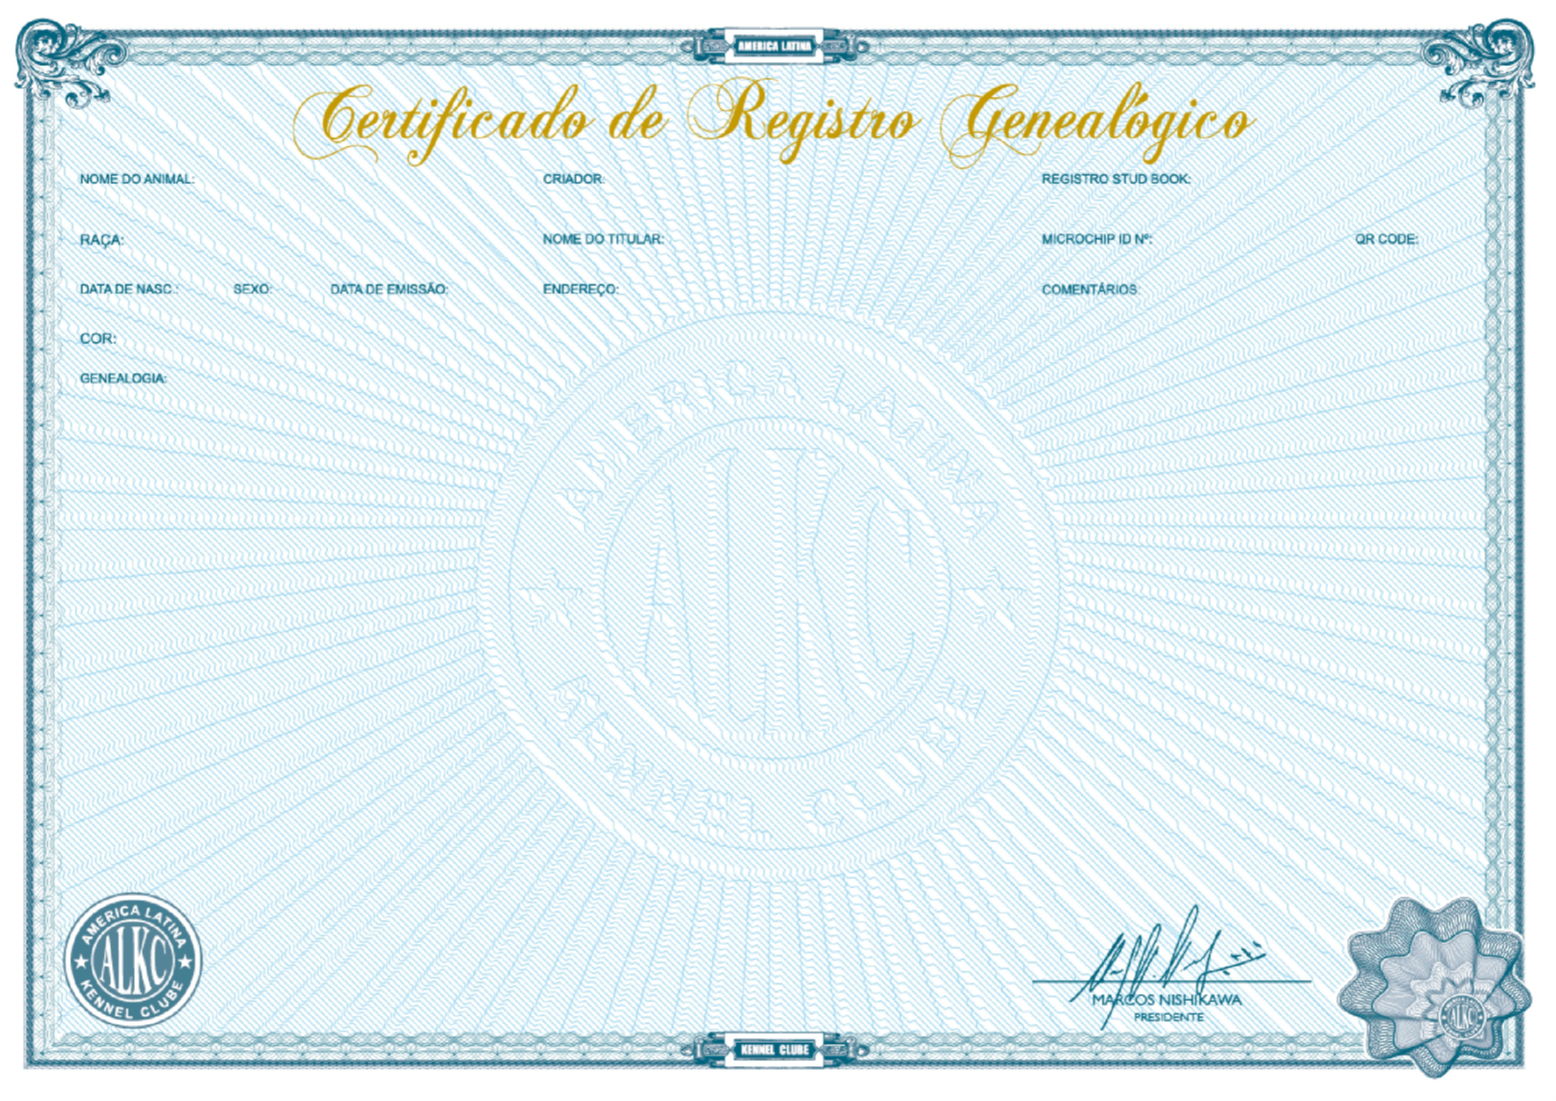 AMERICA LATINA
Certificado de Registro Genealógico
NOME DO ANIMAL:
CRIADOR:
REGISTRO STUD BOOK:
RAÇA:
NOME DO TITULAR:
MICROCHIP ID Nº:
QR CODE:
DATA DE NASC.:
SEXO:
DATA DE EMISSÃO:
ENDEREÇO:
COMENTÁRIOS:
COR:
GENEALOGIA:
AMERICA LATINA
ALKC
KENNEL CLUBE
AMERICA LATINA
ALKC
KENNEL CLUBE
MARCOS NISHIKAWA
PRESIDENTE
ALKC
KENNEL CLUBE